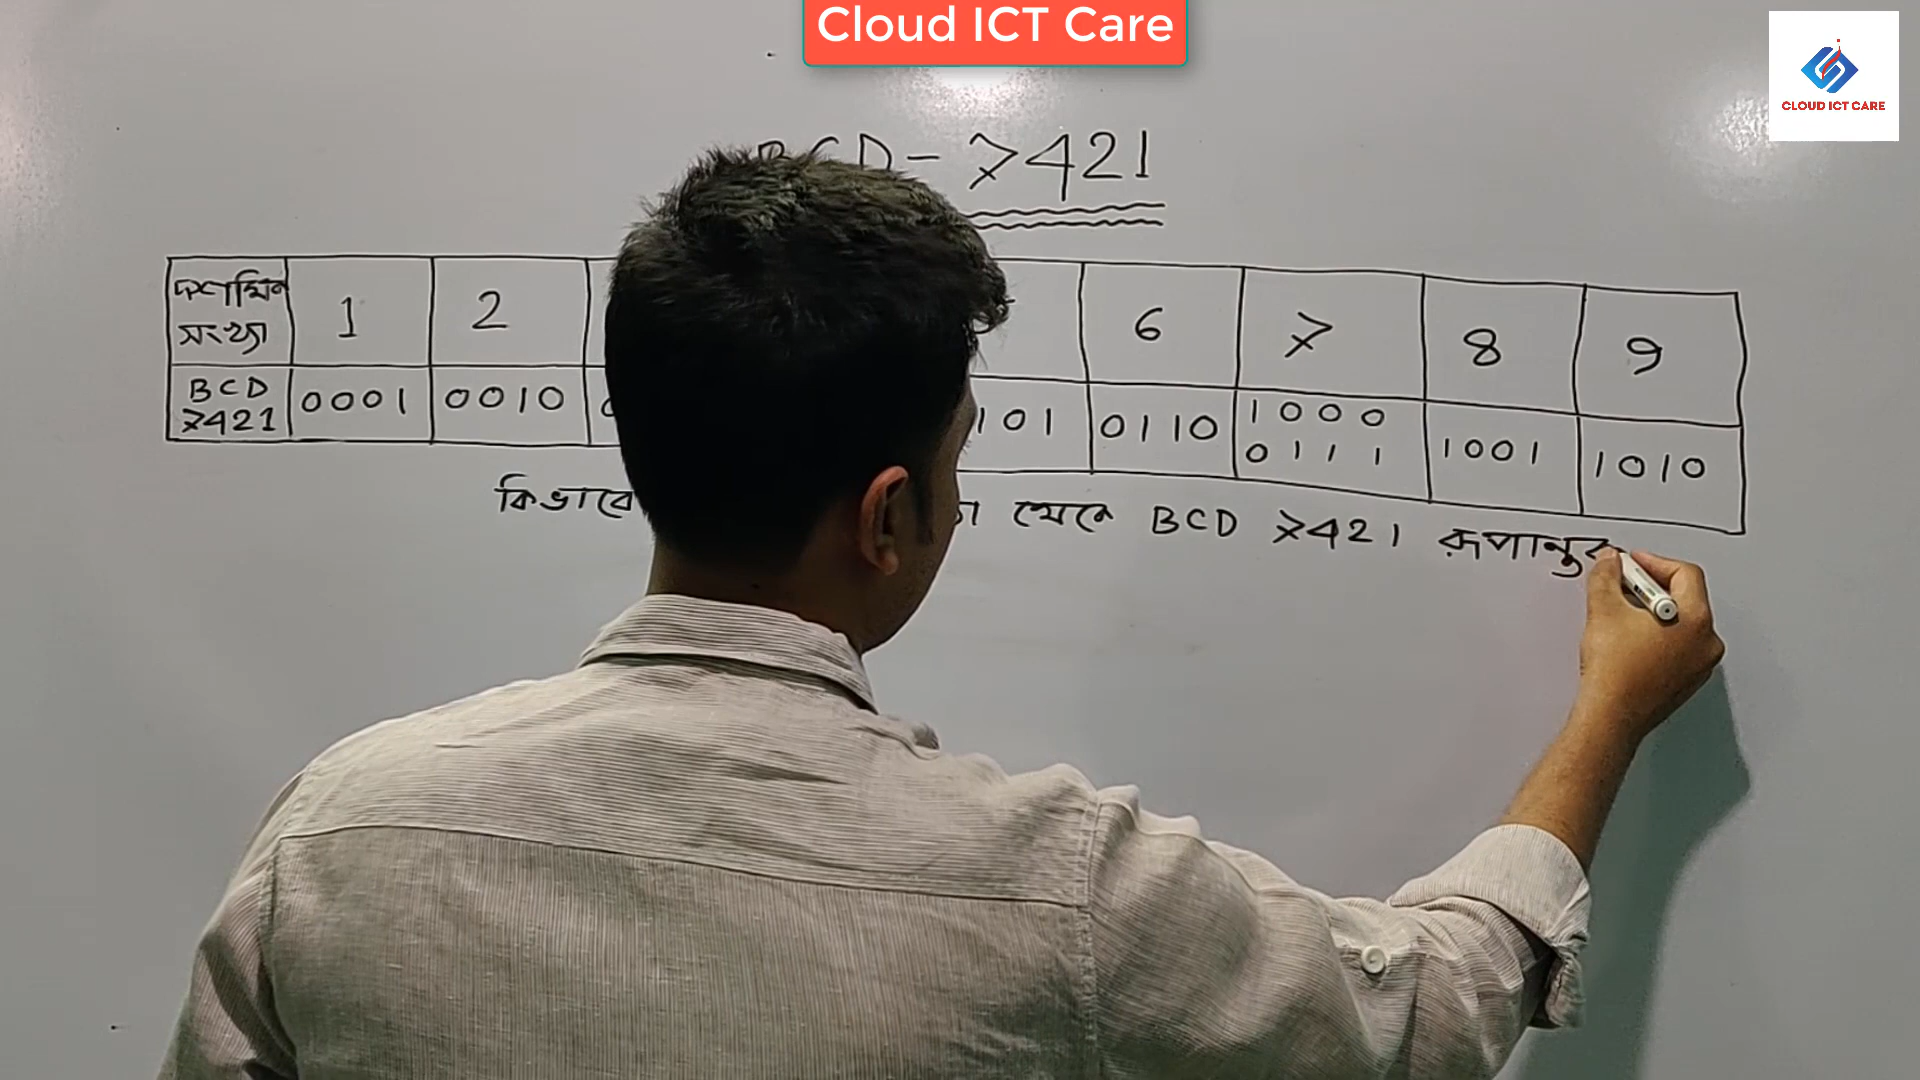 Cloud ICT Care
CLOUD ICT CARE
BCD - 7421
দশমিক সংখ্যা 1 2 6 7 8 9
BCD 7421 0001 0010 101 0110 1000 0111 1001 1010
কিভাবে থেকে BCD 7421 রূপান্তর